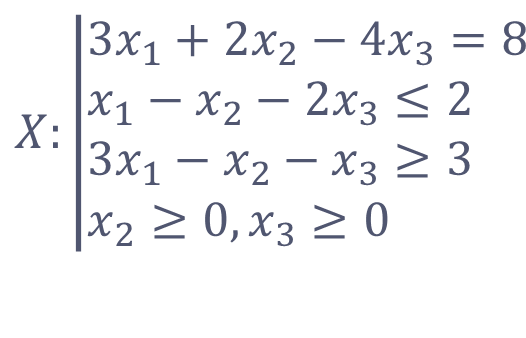 3x₁ + 2x₂ − 4x₃ = 8
x₁ − x₂ − 2x₃ ≤ 2
X: 3x₁ − x₂ − x₃ ≥ 3
x₂ ≥ 0, x₃ ≥ 0